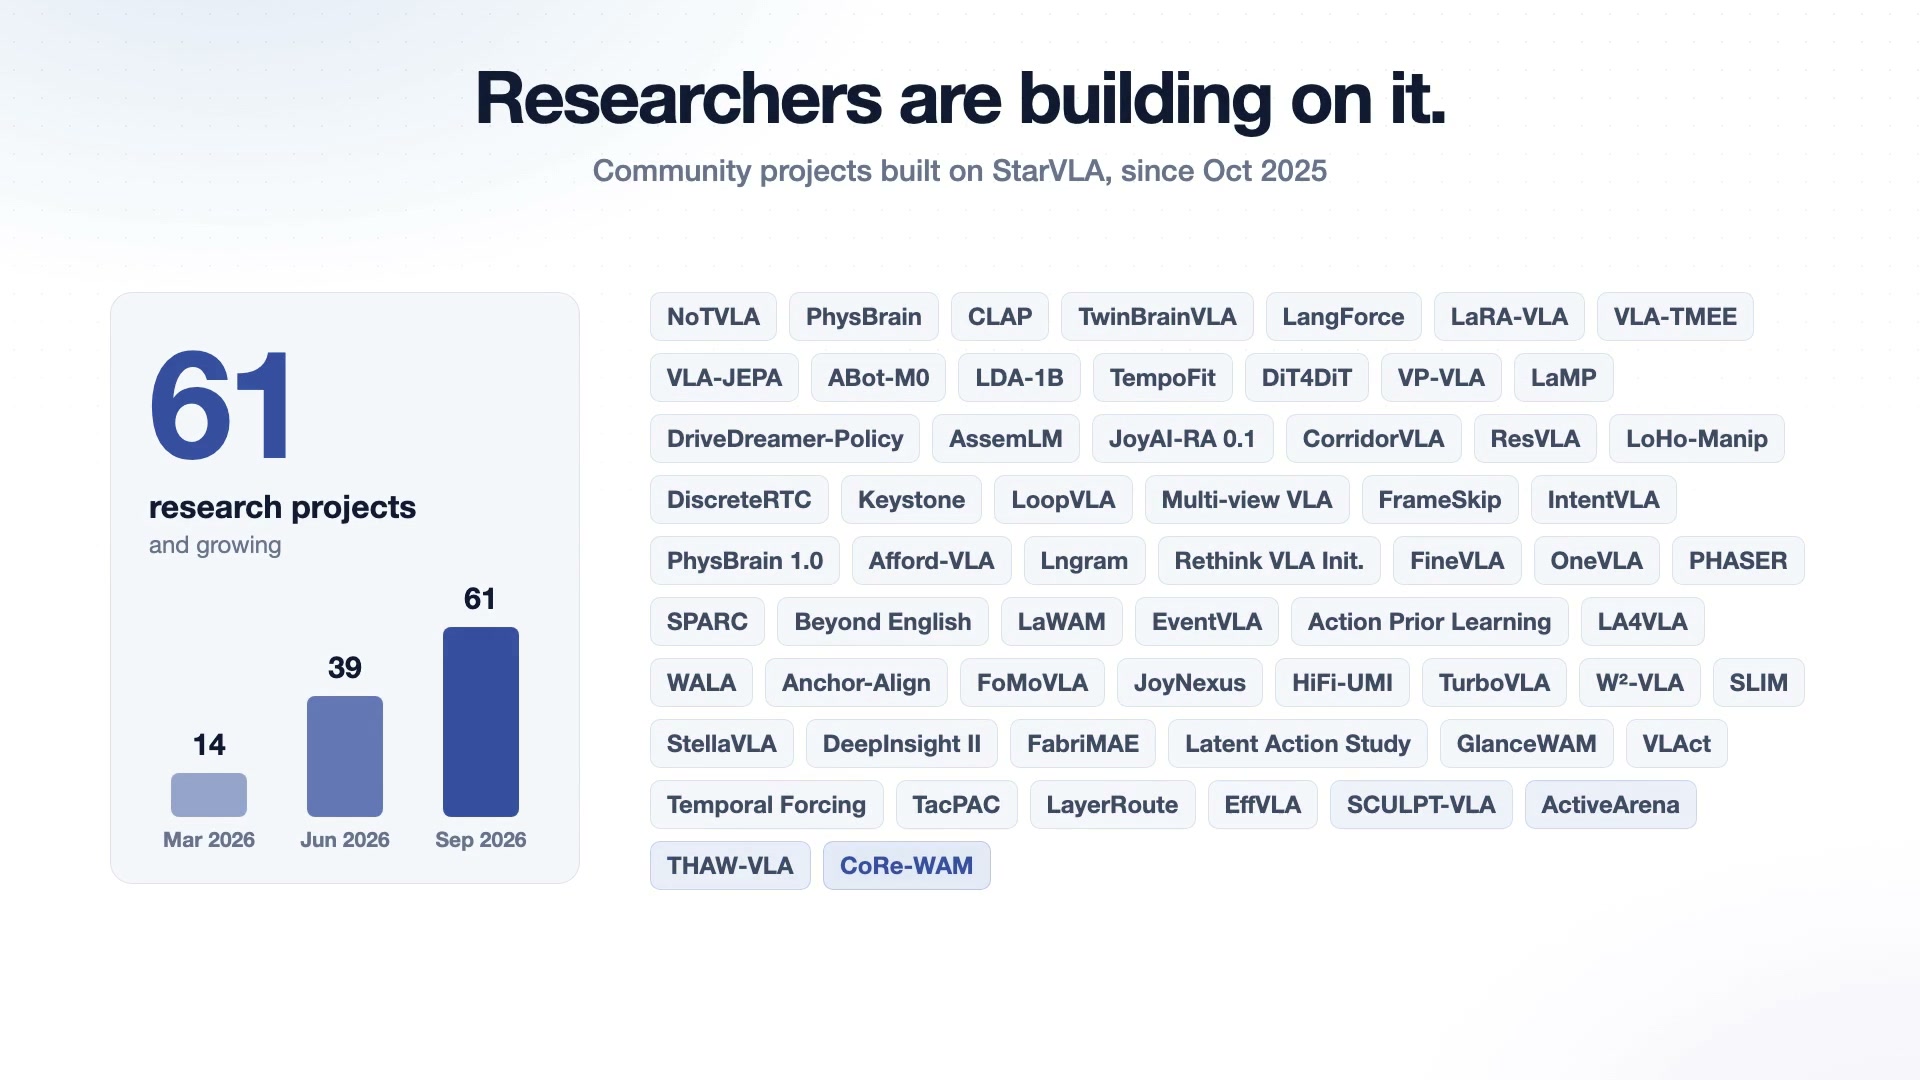 Researchers are building on it.
Community projects built on StarVLA, since Oct 2025
61
research projects
and growing
61
39
14
Mar 2026 Jun 2026 Sep 2026
NoTVLA PhysBrain CLAP TwinBrainVLA LangForce LaRA-VLA VLA-TMEE
VLA-JEPA ABot-M0 LDA-1B TempoFit DiT4DiT VP-VLA LaMP
DriveDreamer-Policy AssemLM JoyAI-RA 0.1 CorridorVLA ResVLA LoHo-Manip
DiscreteRTC Keystone LoopVLA Multi-view VLA FrameSkip IntentVLA
PhysBrain 1.0 Afford-VLA Lngram Rethink VLA Init. FineVLA OneVLA PHASER
SPARC Beyond English LaWAM EventVLA Action Prior Learning LA4VLA
WALA Anchor-Align FoMoVLA JoyNexus HiFi-UMI TurboVLA W²-VLA SLIM
StellaVLA DeepInsight II FabriMAE Latent Action Study GlanceWAM VLAct
Temporal Forcing TacPAC LayerRoute EffVLA SCULPT-VLA ActiveArena
THAW-VLA CoRe-WAM